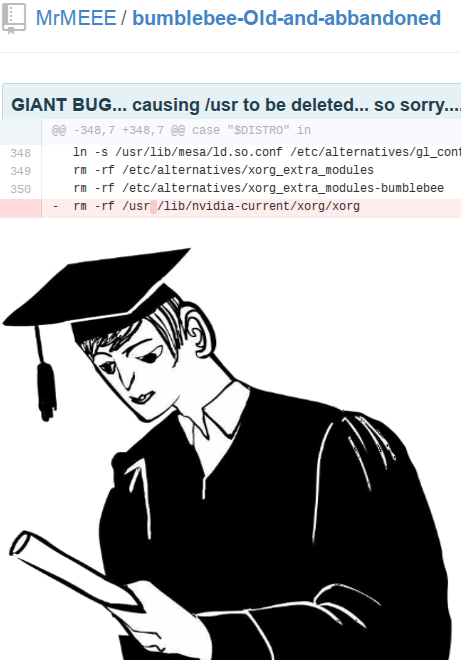 MrMEEE / bumblebee-Old-and-abbandoned
GIANT BUG... causing /usr to be deleted... so sorry....
@@ -348,7 +348,7 @@ case "$DISTRO" in
348 ln -s /usr/lib/mesa/ld.so.conf /etc/alternatives/gl_conf
349 rm -rf /etc/alternatives/xorg_extra_modules
350 rm -rf /etc/alternatives/xorg_extra_modules-bumblebee
- rm -rf /usr /lib/nvidia-current/xorg/xorg